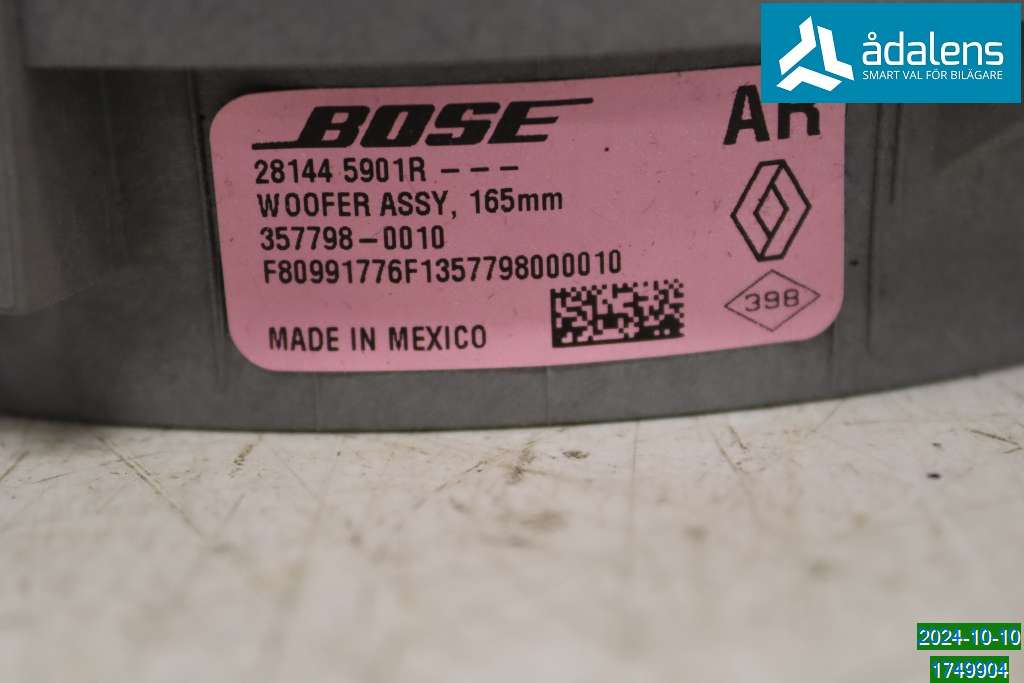 ådalens
SMART VAL FÖR BILÄGARE
BOSE
AR
28144 5901R ---
WOOFER ASSY, 165mm
357798-0010
F80991776F1357798000010
398
MADE IN MEXICO
2024-10-10
1749904